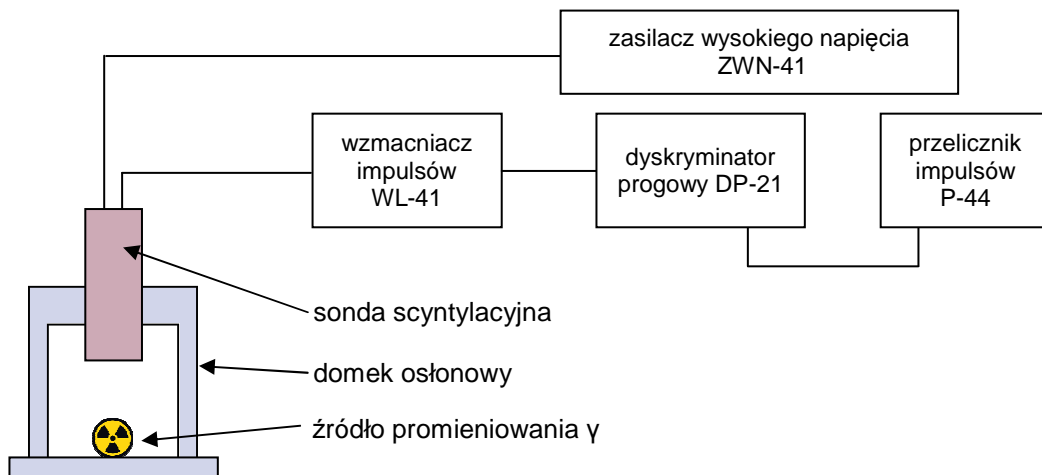 zasilacz wysokiego napięcia
ZWN-41
wzmacniacz
impulsów
WL-41
dyskryminator
progowy DP-21
przelicznik
impulsów
P-44
sonda scyntylacyjna
domek osłonowy
źródło promieniowania γ